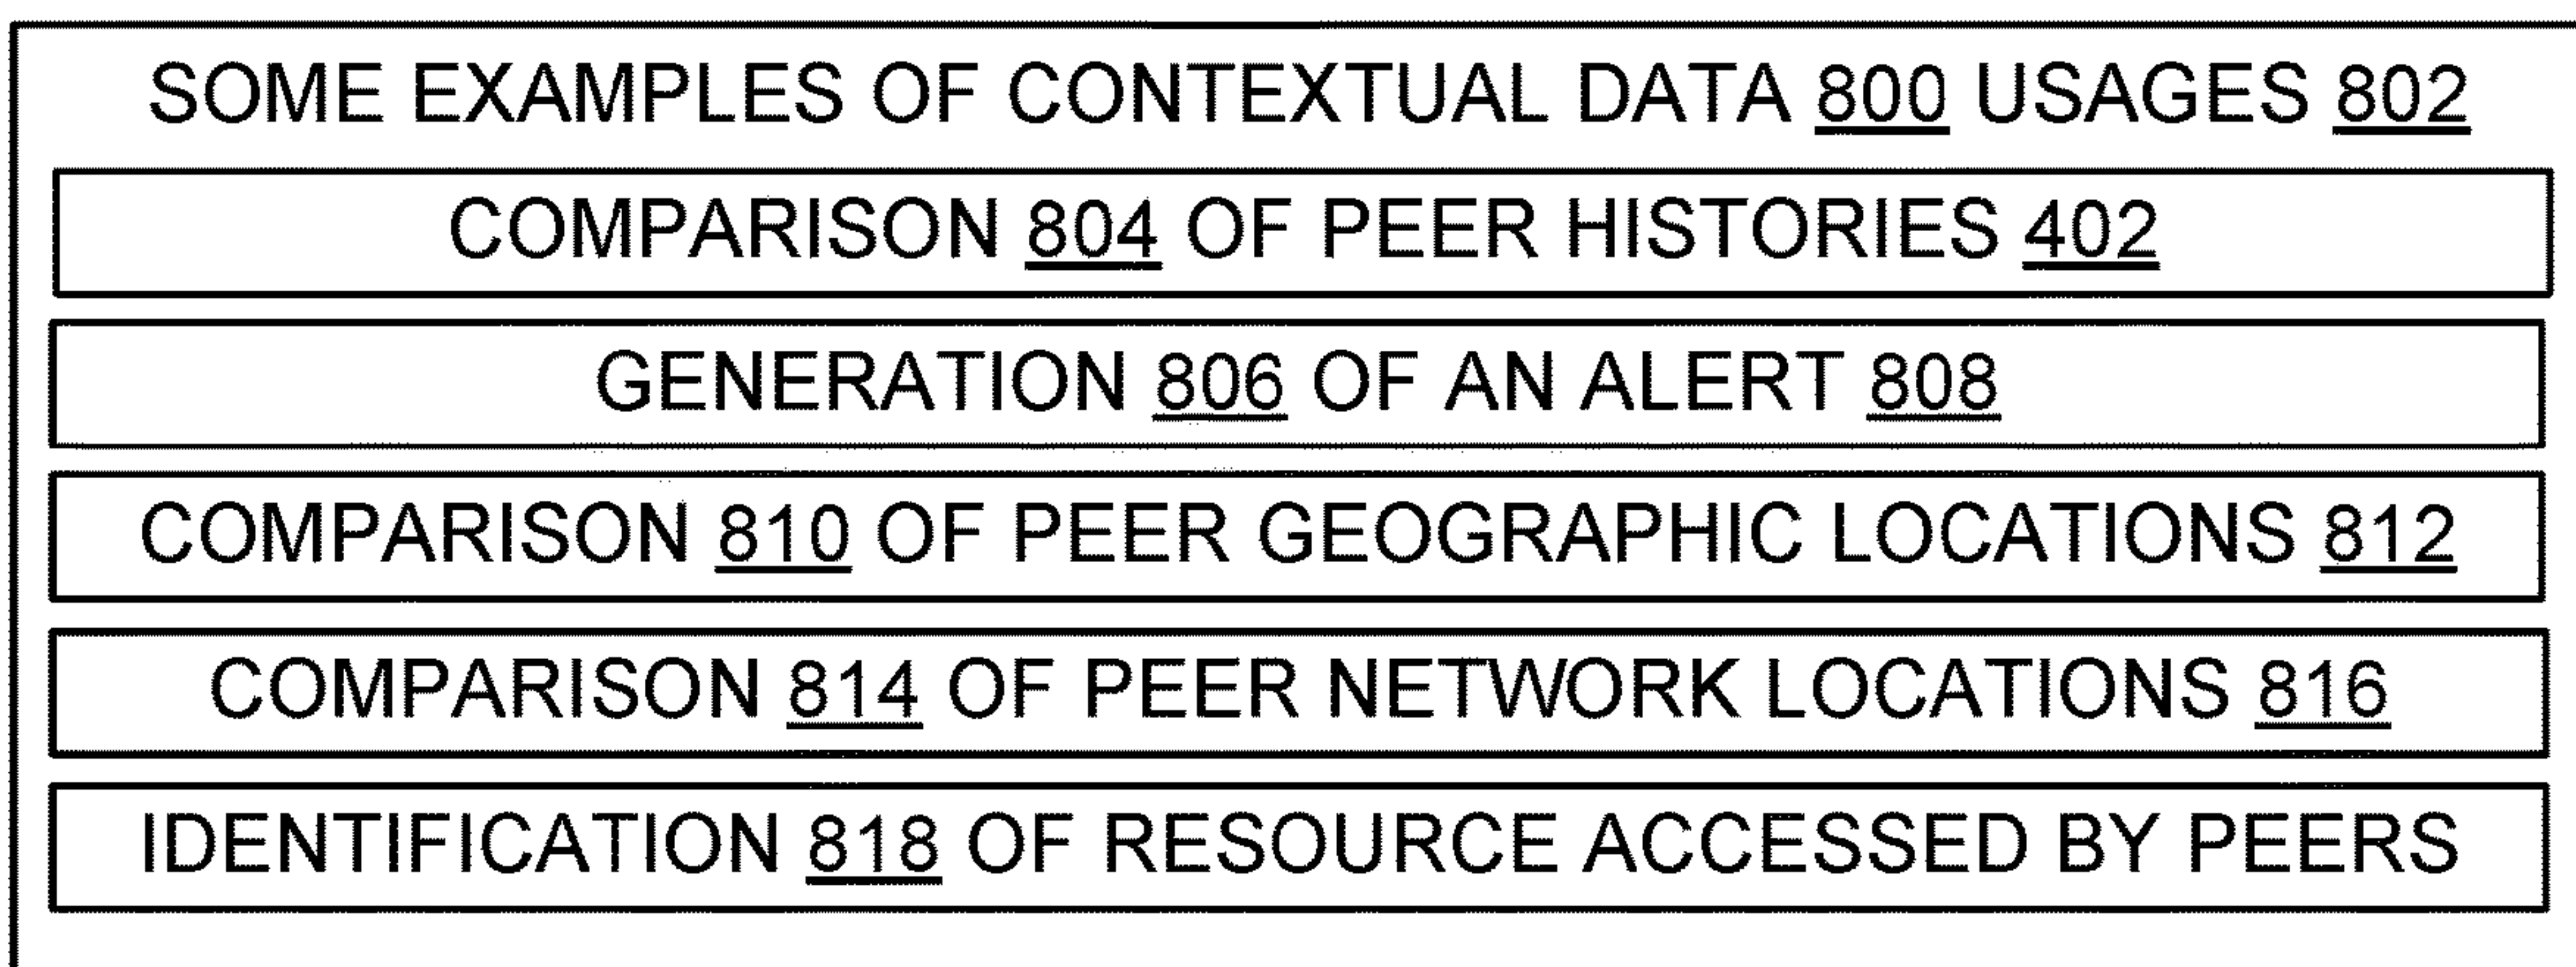 SOME EXAMPLES OF CONTEXTUAL DATA 800 USAGES 802
COMPARISON 804 OF PEER HISTORIES 402
GENERATION 806 OF AN ALERT 808
COMPARISON 810 OF PEER GEOGRAPHIC LOCATIONS 812
COMPARISON 814 OF PEER NETWORK LOCATIONS 816
IDENTIFICATION 818 OF RESOURCE ACCESSED BY PEERS